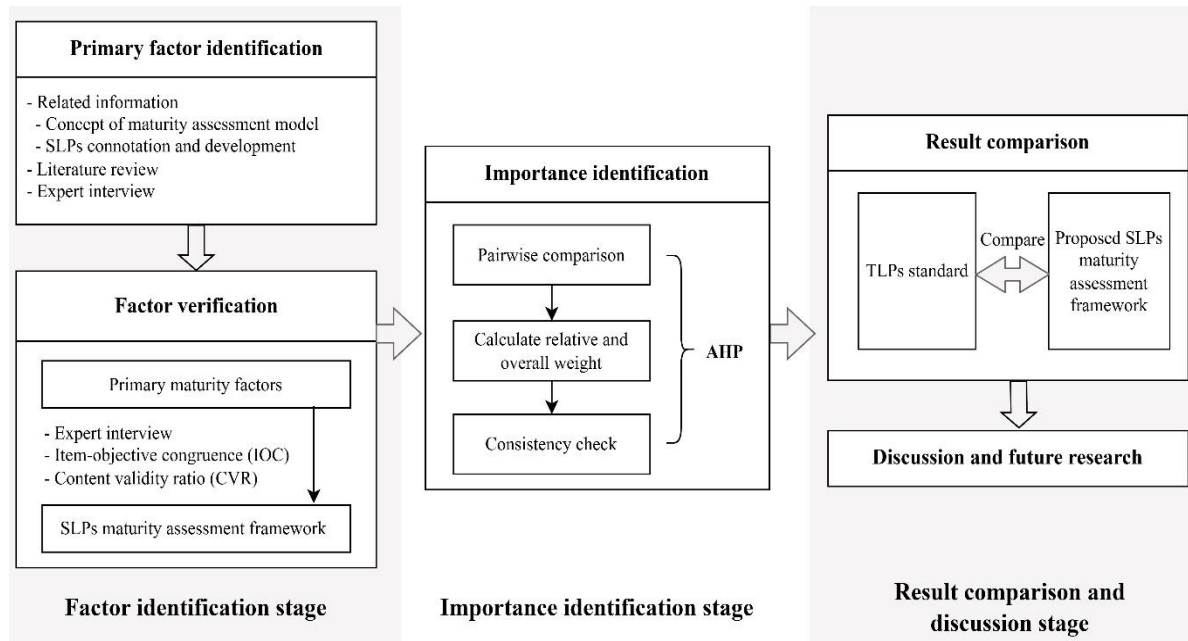 Primary factor identification
- Related information
- Concept of maturity assessment model
- SLPs connotation and development
- Literature review
- Expert interview
Factor verification
Primary maturity factors
- Expert interview
- Item-objective congruence (IOC)
- Content validity ratio (CVR)
SLPs maturity assessment framework
Factor identification stage
Importance identification
Pairwise comparison
Calculate relative and
overall weight
Consistency check
AHP
Importance identification stage
Result comparison
TLPs standard
Compare
Proposed SLPs
maturity
assessment
framework
Discussion and future research
Result comparison and
discussion stage